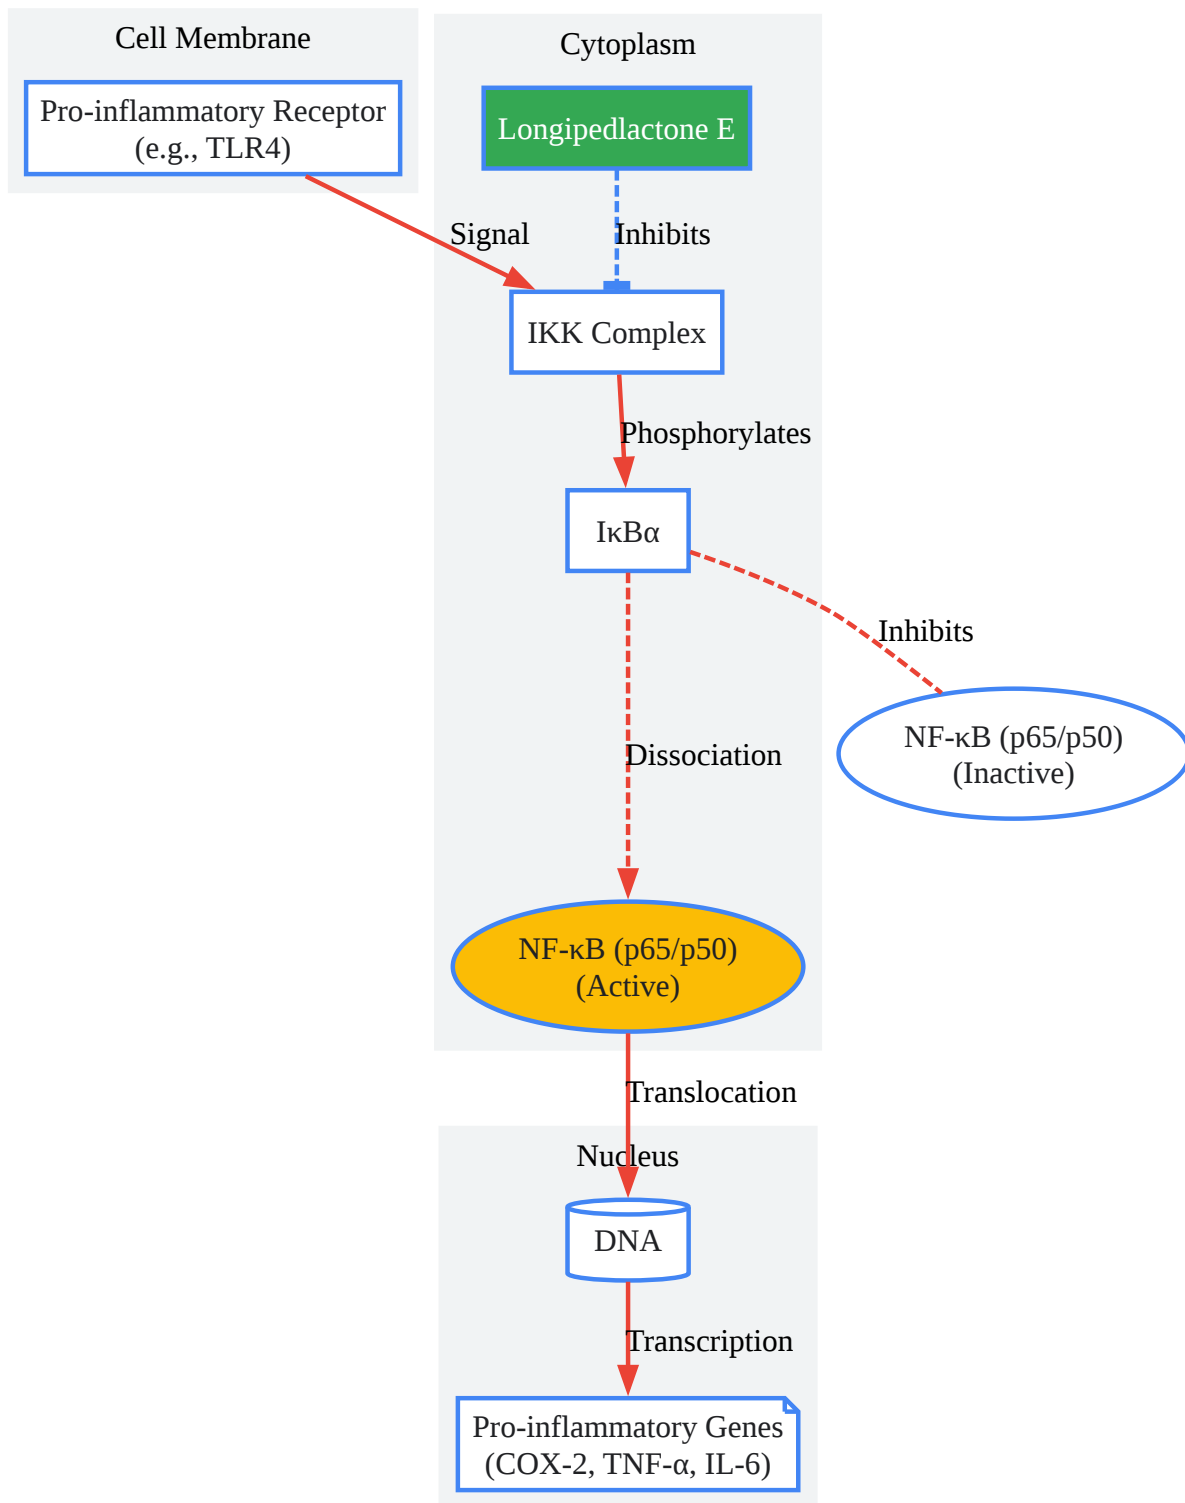 Cell Membrane
Pro-inflammatory Receptor
(e.g., TLR4)
Cytoplasm
Longipedlactone E
Signal
Inhibits
IKK Complex
Phosphorylates
IκBα
Inhibits
NF-κB (p65/p50)
(Inactive)
Dissociation
NF-κB (p65/p50)
(Active)
Translocation
Nucleus
DNA
Transcription
Pro-inflammatory Genes
(COX-2, TNF-α, IL-6)